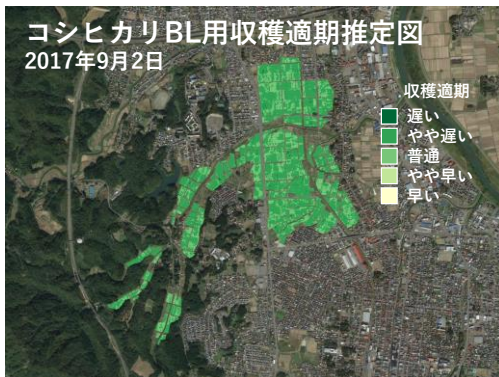 コシヒカリBL用収穫適期推定図
2017年9月2日
収穫適期
遅い
やや遅い
普通
やや早い
早い